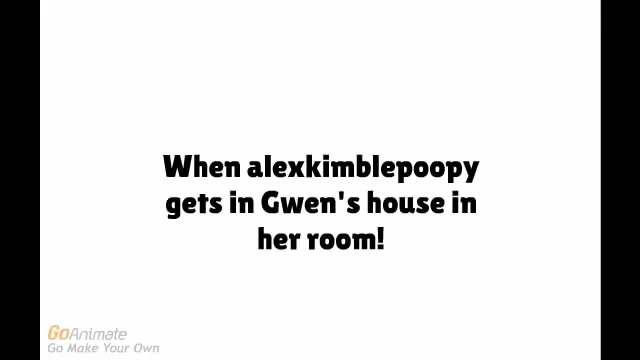 When alexkimblepoopy
gets in Gwen's house in
her room!
GoAnimate
Go Make Your Own